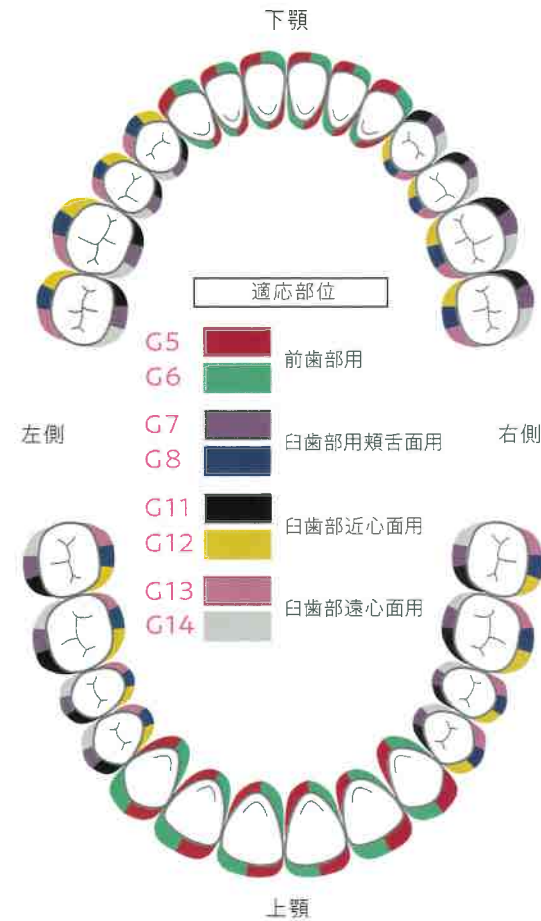 下顎
適応部位
G5
G6
前歯部用
G7
G8
臼歯部用頬舌面用
左側
右側
G11
G12
臼歯部近心面用
G13
G14
臼歯部遠心面用
上顎